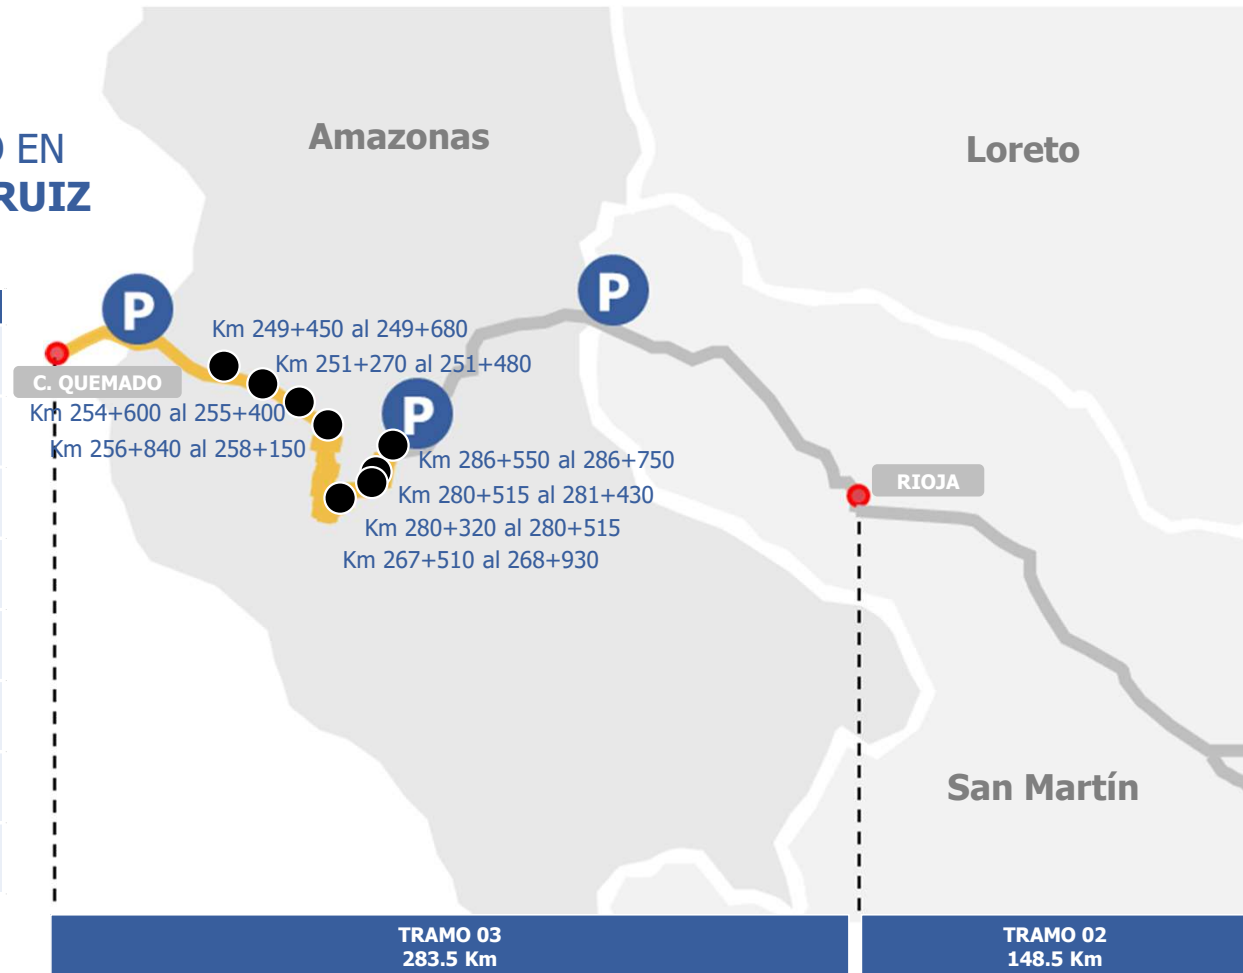 O EN
RUIZ
Amazonas
Loreto
P
P
Km 249+450 al 249+680
Km 251+270 al 251+480
C. QUEMADO
Km 254+600 al 255+400
P
Km 256+840 al 258+150
Km 286+550 al 286+750
RIOJA
Km 280+515 al 281+430
Km 280+320 al 280+515
Km 267+510 al 268+930
San Martín
TRAMO 03
283.5 Km
TRAMO 02
148.5 Km